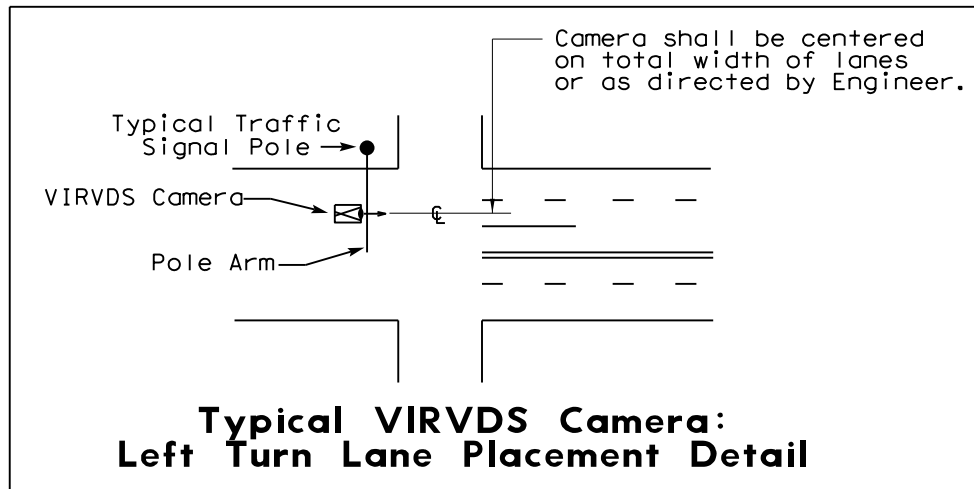 Camera shall be centered
on total width of lanes
or as directed by Engineer.
Typical Traffic
Signal Pole
VIRVDS Camera
℄
Pole Arm
Typical VIRVDS Camera:
Left Turn Lane Placement Detail